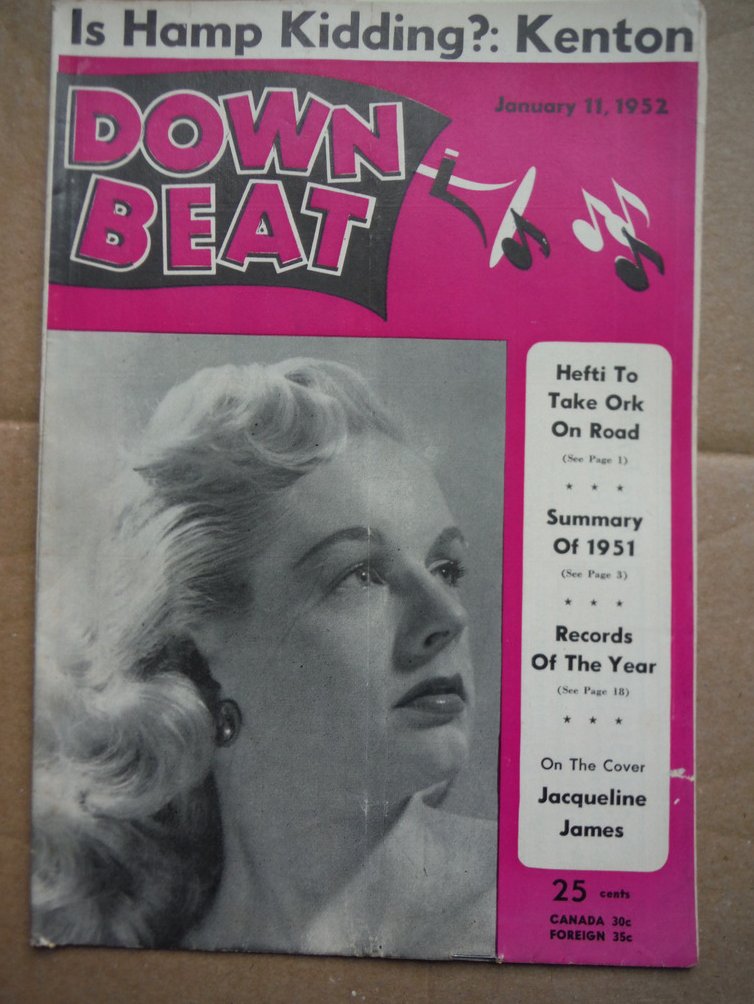 Is Hamp Kidding?: Kenton
DOWN
BEAT
January 11, 1952
Hefti To
Take Ork
On Road
(See Page 1)
* * *
Summary
Of 1951
(See Page 3)
* * *
Records
Of The Year
(See Page 18)
* * *
On The Cover
Jacqueline
James
25 cents
CANADA 30c
FOREIGN 35c